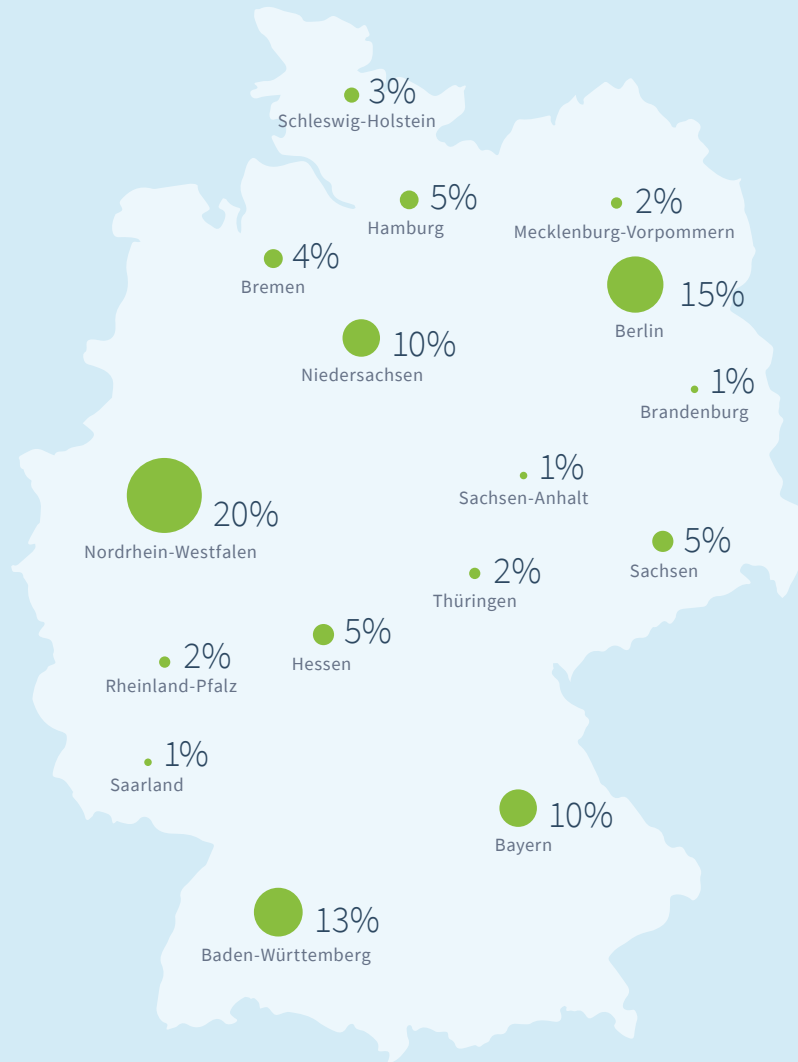 3%
Schleswig-Holstein
5%
Hamburg
2%
Mecklenburg-Vorpommern
4%
Bremen
15%
Berlin
10%
Niedersachsen
1%
Brandenburg
1%
Sachsen-Anhalt
20%
Nordrhein-Westfalen
5%
Sachsen
2%
Thüringen
5%
Hessen
2%
Rheinland-Pfalz
1%
Saarland
10%
Bayern
13%
Baden-Württemberg